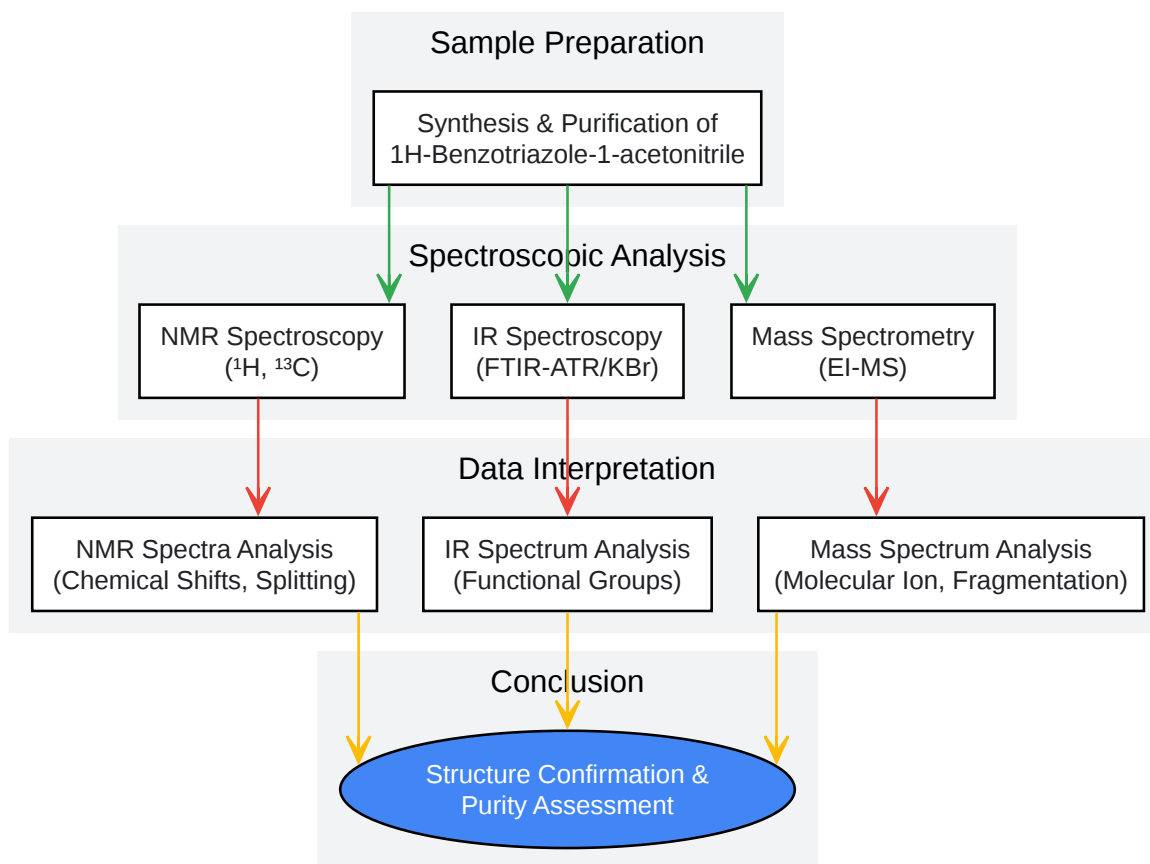 Sample Preparation
Synthesis & Purification of
1H-Benzotriazole-1-acetonitrile
Spectroscopic Analysis
NMR Spectroscopy
(¹H, ¹³C)
IR Spectroscopy
(FTIR-ATR/KBr)
Mass Spectrometry
(EI-MS)
Data Interpretation
NMR Spectra Analysis
(Chemical Shifts, Splitting)
IR Spectrum Analysis
(Functional Groups)
Mass Spectrum Analysis
(Molecular Ion, Fragmentation)
Conclusion
Structure Confirmation &
Purity Assessment